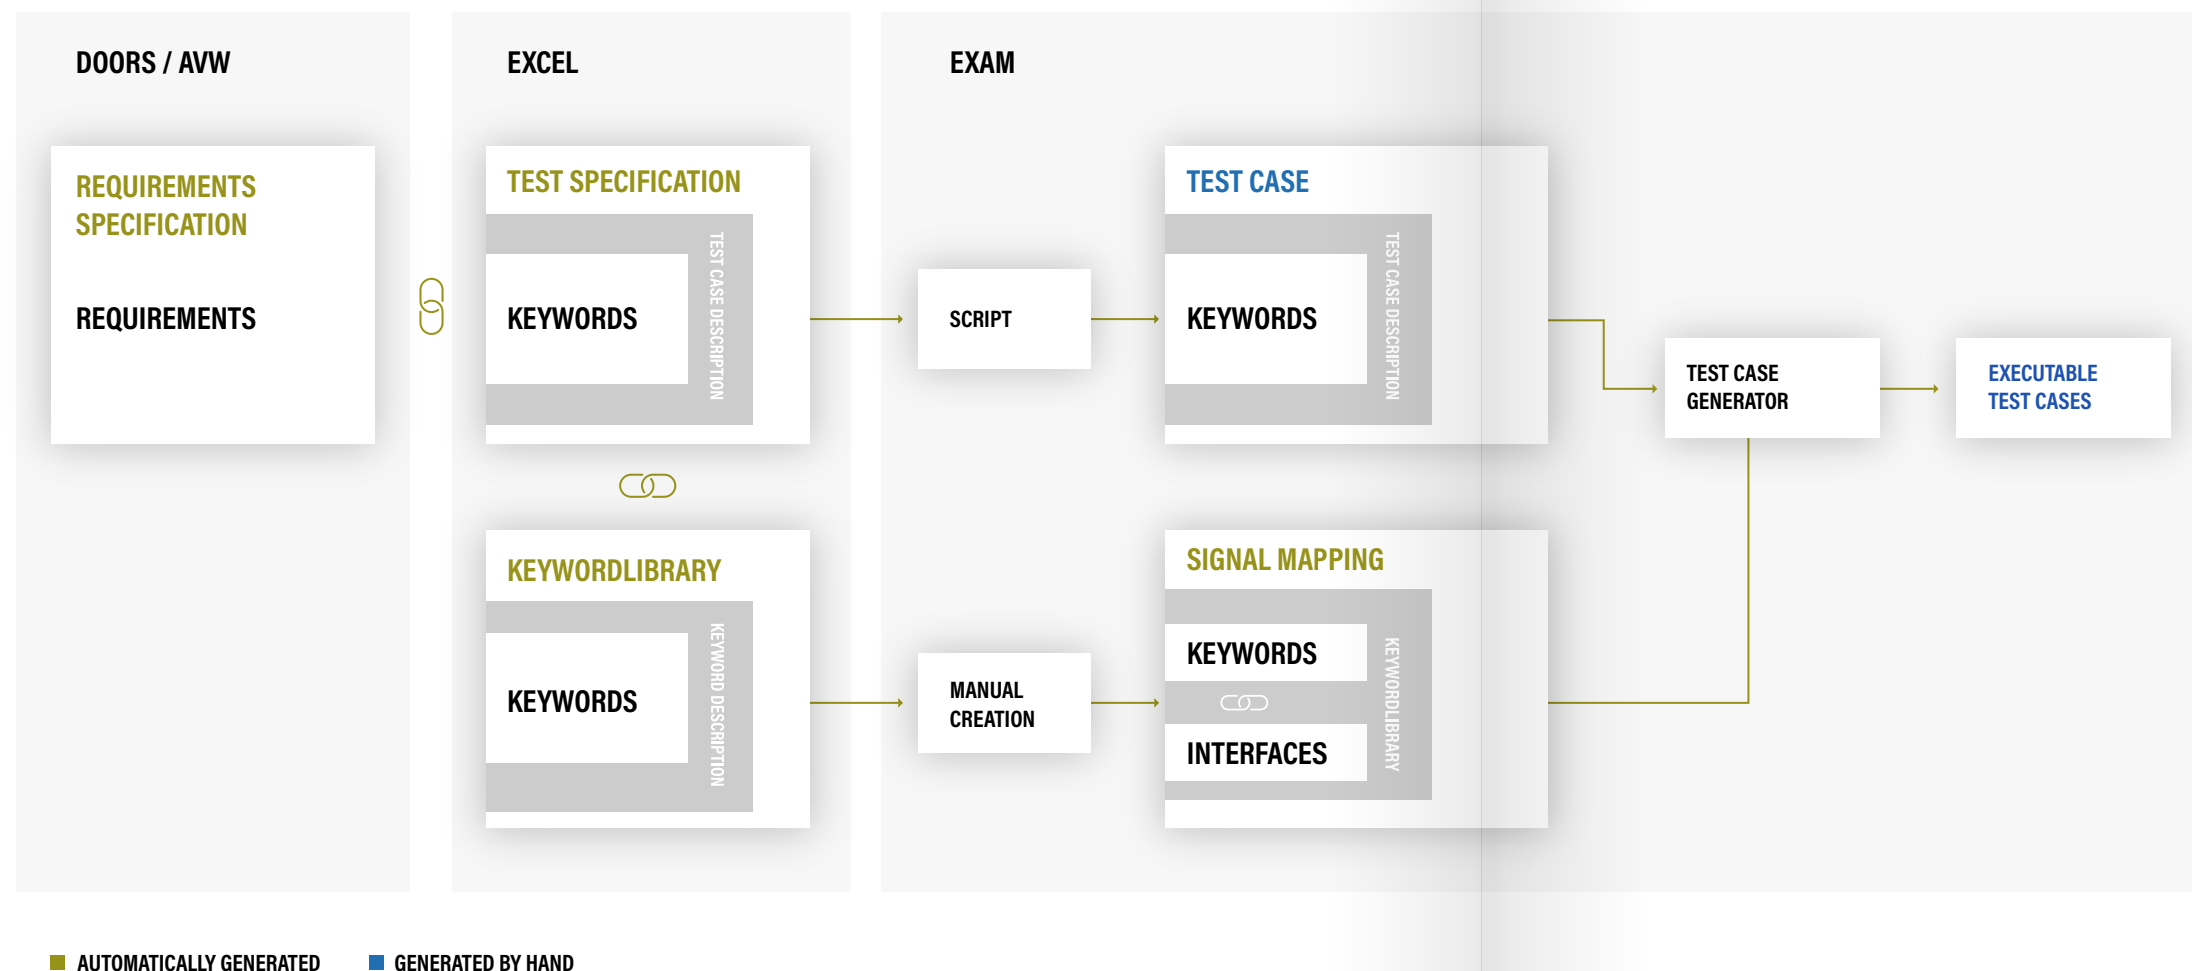 DOORS / AVW
REQUIREMENTS
SPECIFICATION
REQUIREMENTS
EXCEL
TEST SPECIFICATION
KEYWORDS
TEST CASE DESCRIPTION
KEYWORDLIBRARY
KEYWORDS
KEYWORD DESCRIPTION
EXAM
SCRIPT
TEST CASE
KEYWORDS
TEST CASE DESCRIPTION
MANUAL
CREATION
SIGNAL MAPPING
KEYWORDS
INTERFACES
KEYWORDLIBRARY
TEST CASE
GENERATOR
EXECUTABLE
TEST CASES
AUTOMATICALLY GENERATED
GENERATED BY HAND